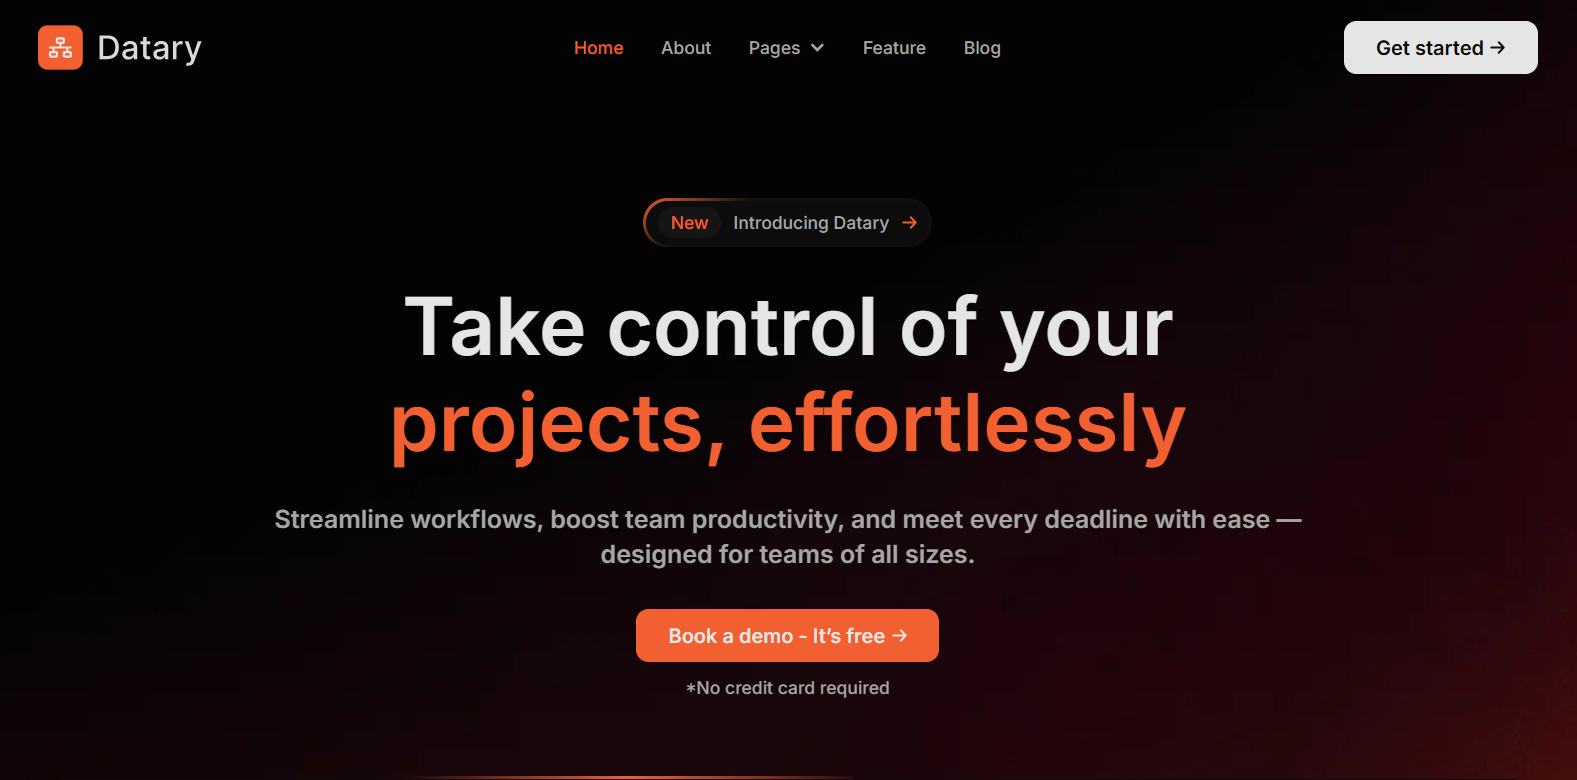 Datary
Home About Pages Feature Blog
Get started →
New Introducing Datary →
Take control of your
projects, effortlessly
Streamline workflows, boost team productivity, and meet every deadline with ease —
designed for teams of all sizes.
Book a demo - It’s free →
*No credit card required